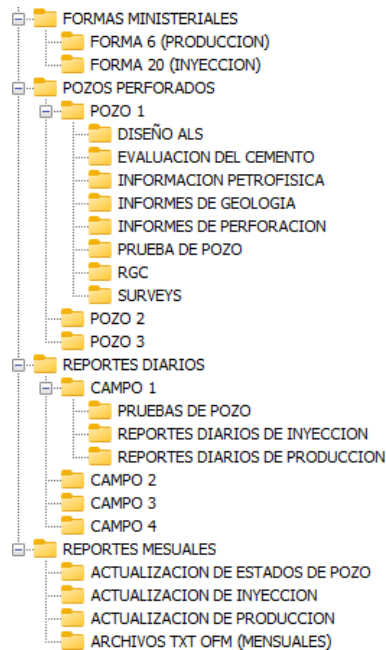 FORMAS MINISTERIALES
FORMA 6 (PRODUCCION)
FORMA 20 (INYECCION)
POZOS PERFORADOS
POZO 1
DISEÑO ALS
EVALUACION DEL CEMENTO
INFORMACION PETROFISICA
INFORMES DE GEOLOGIA
INFORMES DE PERFORACION
PRUEBA DE POZO
RGC
SURVEYS
POZO 2
POZO 3
REPORTES DIARIOS
CAMPO 1
PRUEBAS DE POZO
REPORTES DIARIOS DE INYECCION
REPORTES DIARIOS DE PRODUCCION
CAMPO 2
CAMPO 3
CAMPO 4
REPORTES MESUALES
ACTUALIZACION DE ESTADOS DE POZO
ACTUALIZACION DE INYECCION
ACTUALIZACION DE PRODUCCION
ARCHIVOS TXT OFM (MENSUALES)